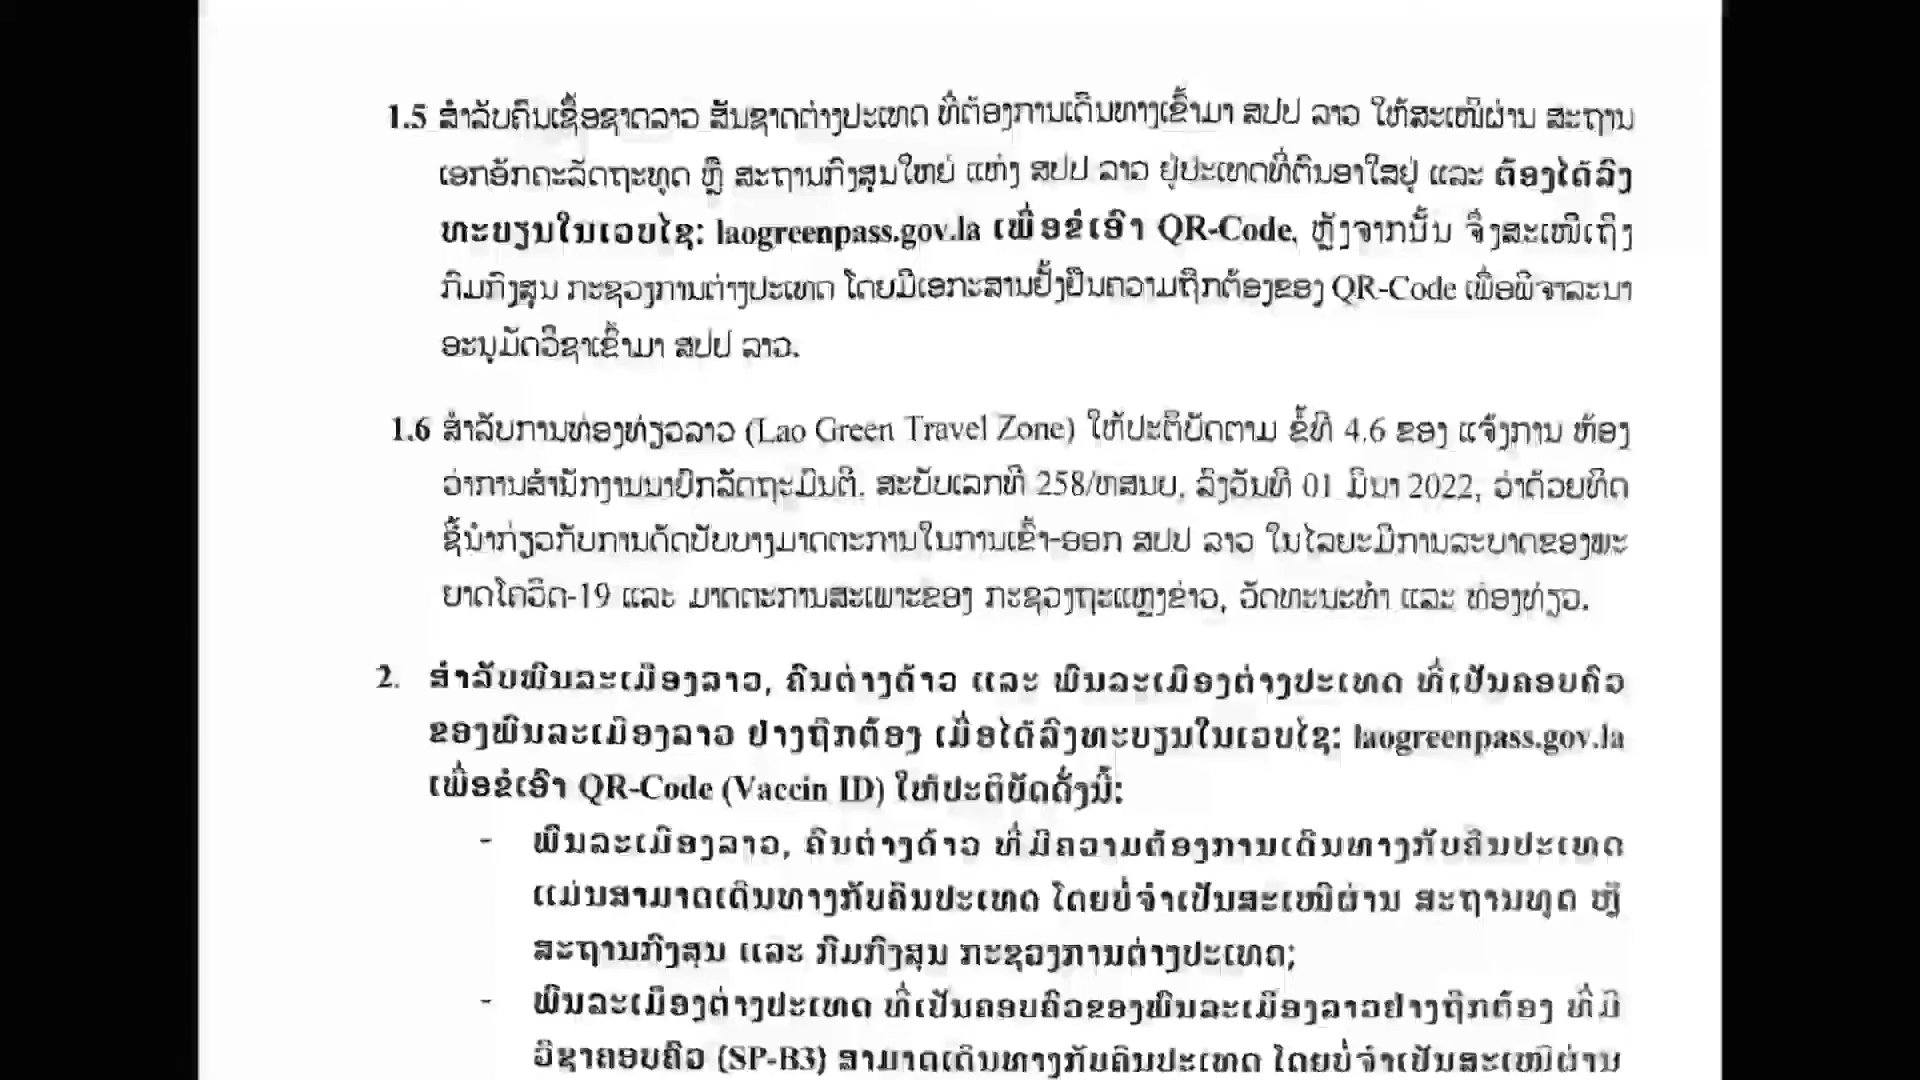 1.5 ສຳລັບຄົນເຊື້ອຊາດລາວ ສັນຊາດຕ່າງປະເທດ ທີ່ຕ້ອງການເດີນທາງເຂົ້າມາ ສປປ ລາວ ໃຫ້ສະເໜີຜ່ານ ສະຖານ
ເອກອັກຄະລັດຖະທູດ ຫຼື ສະຖານກົງສຸນໃຫຍ່ ແຫ່ງ ສປປ ລາວ ຢູ່ປະເທດທີ່ຕົນອາໃສຢູ່ ແລະ ຕ້ອງໄດ້ລົງ
ທະບຽນໃນເວບໄຊ: laogreenpass.gov.la ເພື່ອຂໍເອົາ QR-Code, ຫຼັງຈາກນັ້ນ ຈຶ່ງສະເໜີເຖິງ
ກົມກົງສຸນ ກະຊວງການຕ່າງປະເທດ ໂດຍມີເອກະສານຢັ້ງຢືນຄວາມຖືກຕ້ອງຂອງ QR-Code ເພື່ອພິຈາລະນາ
ອະນຸມັດວີຊາເຂົ້າມາ ສປປ ລາວ.
1.6 ສຳລັບການທ່ອງທ່ຽວລາວ (Lao Green Travel Zone) ໃຫ້ປະຕິບັດຕາມ ຂໍ້ທີ 4.6 ຂອງ ແຈ້ງການ ຫ້ອງ
ວ່າການສຳນັກງານນາຍົກລັດຖະມົນຕີ, ສະບັບເລກທີ 258/ຫສນຍ, ລົງວັນທີ 01 ມີນາ 2022, ວ່າດ້ວຍທິດ
ຊີ້ນຳກ່ຽວກັບການດັດປັບບາງມາດຕະການໃນການເຂົ້າ-ອອກ ສປປ ລາວ ໃນໄລຍະມີການລະບາດຂອງພະ
ຍາດໂຄວິດ-19 ແລະ ມາດຕະການສະເພາະຂອງ ກະຊວງຖະແຫຼງຂ່າວ, ວັດທະນະທຳ ແລະ ທ່ອງທ່ຽວ.
2. ສຳລັບພົນລະເມືອງລາວ, ຄົນຕ່າງດ້າວ ແລະ ພົນລະເມືອງຕ່າງປະເທດ ທີ່ເປັນຄອບຄົວ
ຂອງພົນລະເມືອງລາວ ຢ່າງຖືກຕ້ອງ ເມື່ອໄດ້ລົງທະບຽນໃນເວບໄຊ: laogreenpass.gov.la
ເພື່ອຂໍເອົາ QR-Code (Vaccin ID) ໃຫ້ປະຕິບັດດັ່ງນີ້:
- ພົນລະເມືອງລາວ, ຄົນຕ່າງດ້າວ ທີ່ມີຄວາມຕ້ອງການເດີນທາງກັບຄືນປະເທດ
ແມ່ນສາມາດເດີນທາງກັບຄືນປະເທດ ໂດຍບໍ່ຈຳເປັນສະເໜີຜ່ານ ສະຖານທູດ ຫຼື
ສະຖານກົງສຸນ ແລະ ກົມກົງສຸນ ກະຊວງການຕ່າງປະເທດ;
- ພົນລະເມືອງຕ່າງປະເທດ ທີ່ເປັນຄອບຄົວຂອງພົນລະເມືອງລາວຢ່າງຖືກຕ້ອງ ທີ່ມີ
ວີຊາຄອບຄົວ (SP-B3) ສາມາດເດີນທາງກັບຄືນປະເທດ ໂດຍບໍ່ຈຳເປັນສະເໜີຜ່ານ